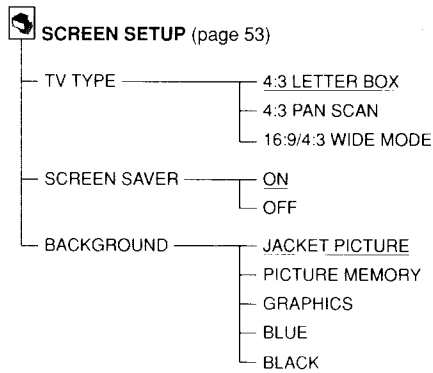 SCREEN SETUP (page 53)
TV TYPE 4:3 LETTER BOX
4:3 PAN SCAN
16:9/4:3 WIDE MODE
SCREEN SAVER ON
OFF
BACKGROUND JACKET PICTURE
PICTURE MEMORY
GRAPHICS
BLUE
BLACK